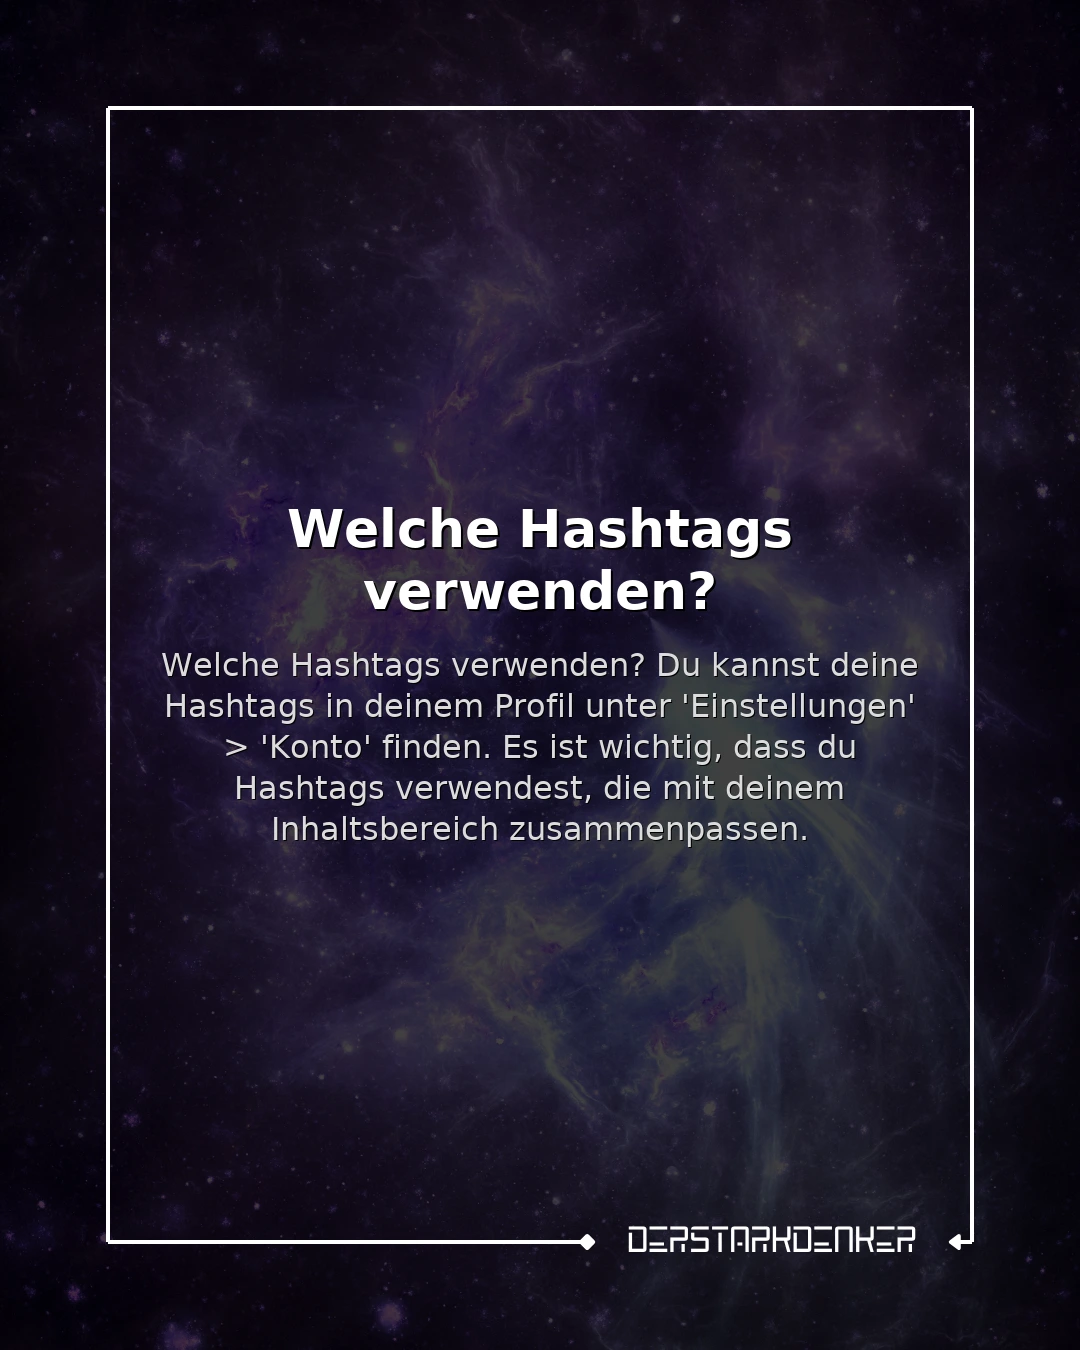 Welche Hashtags
verwenden?
Welche Hashtags verwenden? Du kannst deine
Hashtags in deinem Profil unter 'Einstellungen'
> 'Konto' finden. Es ist wichtig, dass du
Hashtags verwendest, die mit deinem
Inhaltsbereich zusammenpassen.
DERSTARKDENKER